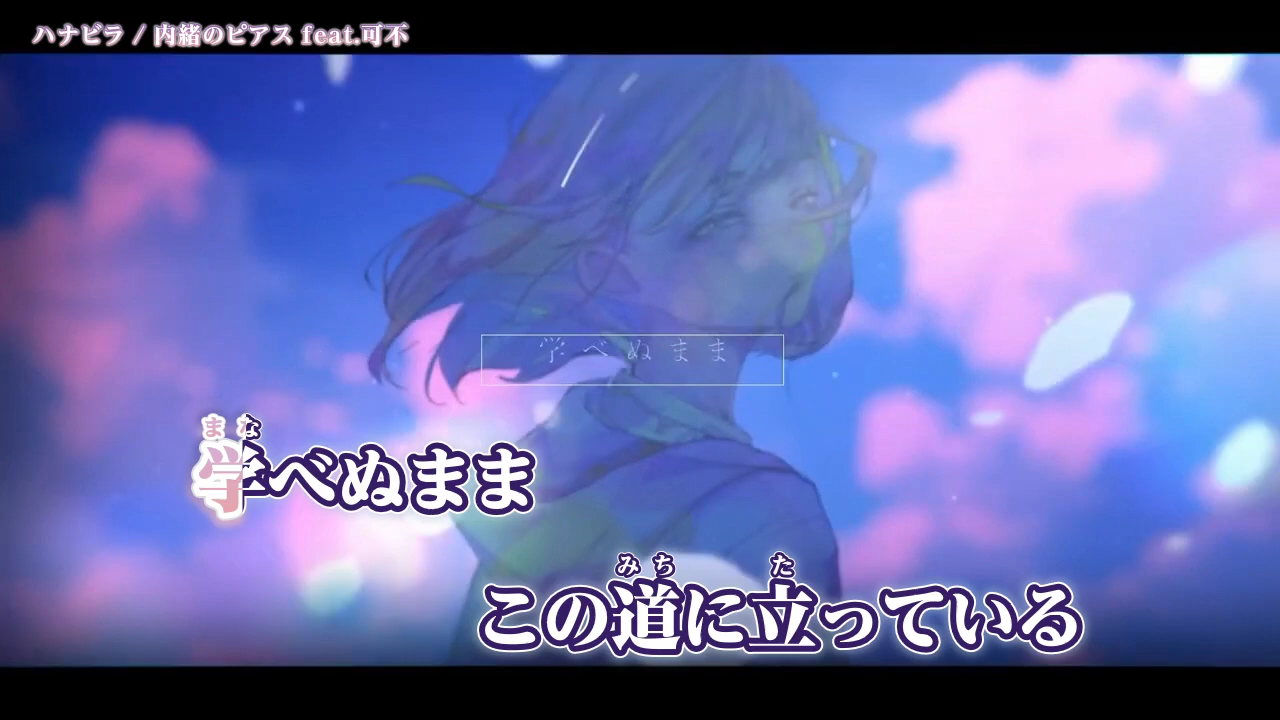 ハナビラ / 内緒のピアス feat.可不
学べぬまま
まな
学べぬまま
みち た
この道に立っている